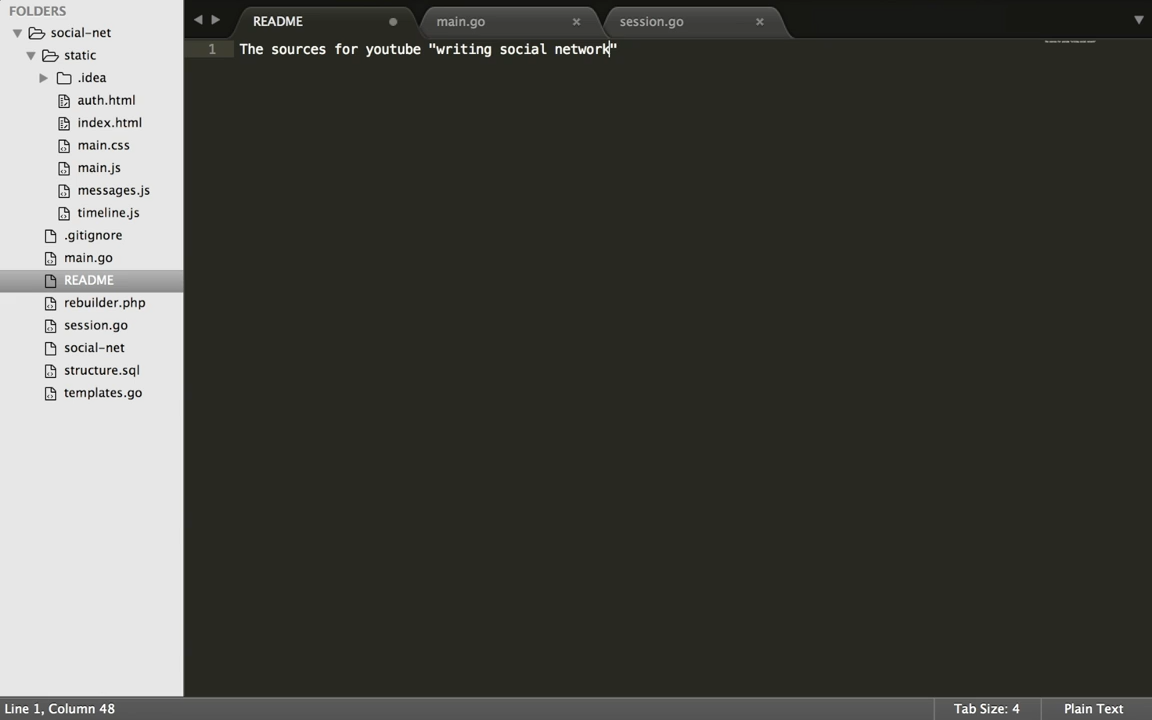 FOLDERS
social-net
static
.idea
auth.html
index.html
main.css
main.js
messages.js
timeline.js
.gitignore
main.go
README
rebuilder.php
session.go
social-net
structure.sql
templates.go
README
main.go
session.go
1 The sources for youtube "writing social network"
Line 1, Column 48
Tab Size: 4
Plain Text